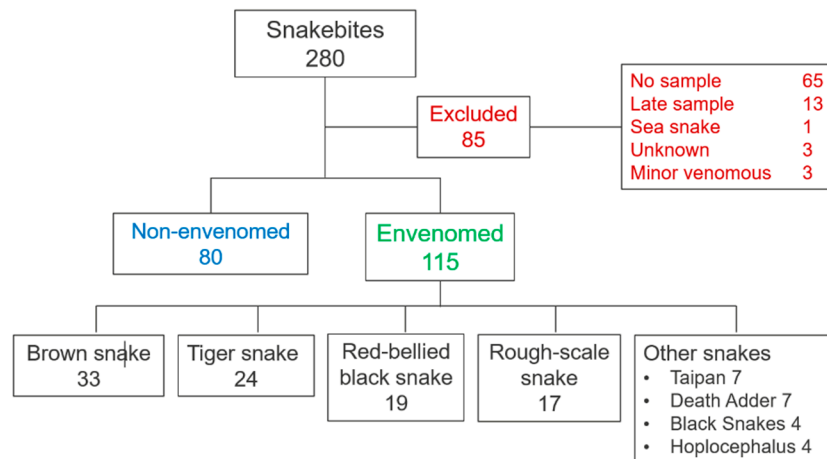 Snakebites
280
Excluded
85
No sample 65
Late sample 13
Sea snake 1
Unknown 3
Minor venomous 3
Non-envenomed
80
Envenomed
115
Brown snake
33
Tiger snake
24
Red-bellied
black snake
19
Rough-scale
snake
17
Other snakes
• Taipan 7
• Death Adder 7
• Black Snakes 4
• Hoplocephalus 4